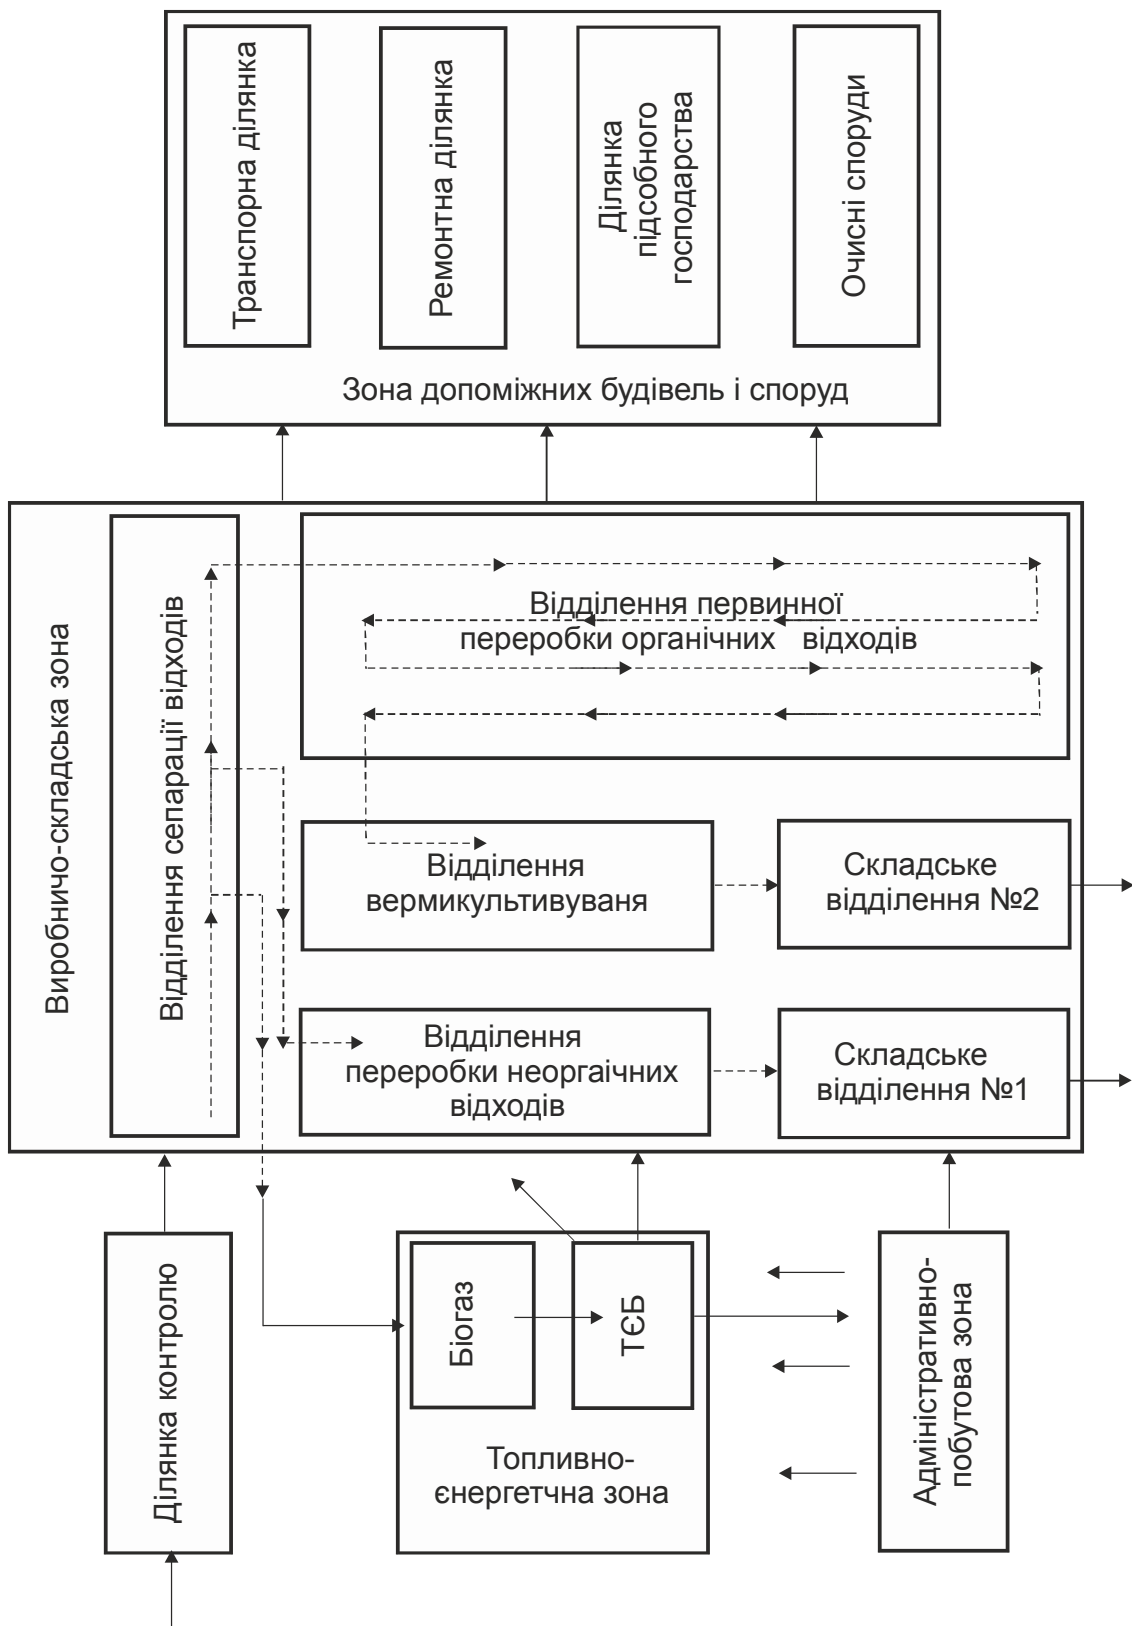 Транспорна ділянка
Ремонтна ділянка
Ділянка
підсобного
господарства
Очисні споруди
Зона допоміжних будівель і споруд
Виробничо-складська зона
Відділення сепарації відходів
Відділення первинної
переробки органічних відходів
Відділення
вермикультивуваня
Складське
відділення №2
Відділення
переробки неоргаічних
відходів
Складське
відділення №1
Ділянка контролю
Біогаз
ТЄБ
Топливно-
єнергетчна зона
Адміністративно-
побутова зона